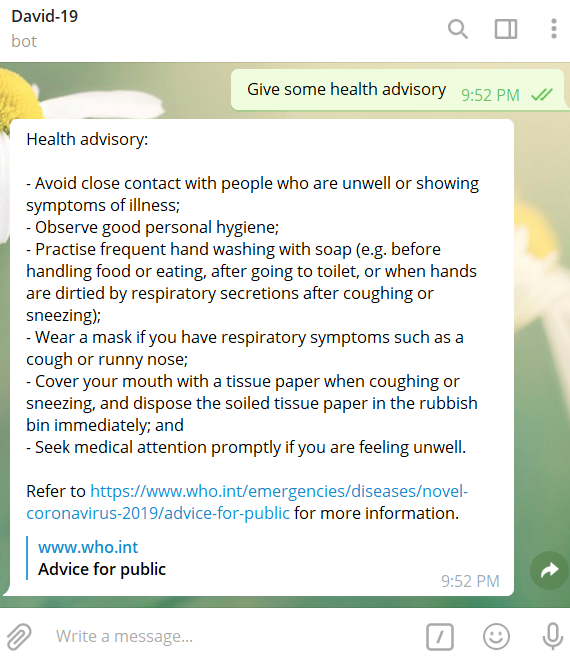 David-19
bot
Give some health advisory 9:52 PM
Health advisory:
- Avoid close contact with people who are unwell or showing
symptoms of illness;
- Observe good personal hygiene;
- Practise frequent hand washing with soap (e.g. before
handling food or eating, after going to toilet, or when hands
are dirtied by respiratory secretions after coughing or
sneezing);
- Wear a mask if you have respiratory symptoms such as a
cough or runny nose;
- Cover your mouth with a tissue paper when coughing or
sneezing, and dispose the soiled tissue paper in the rubbish
bin immediately; and
- Seek medical attention promptly if you are feeling unwell.
Refer to https://www.who.int/emergencies/diseases/novel-
coronavirus-2019/advice-for-public for more information.
www.who.int
Advice for public
9:52 PM
Write a message...